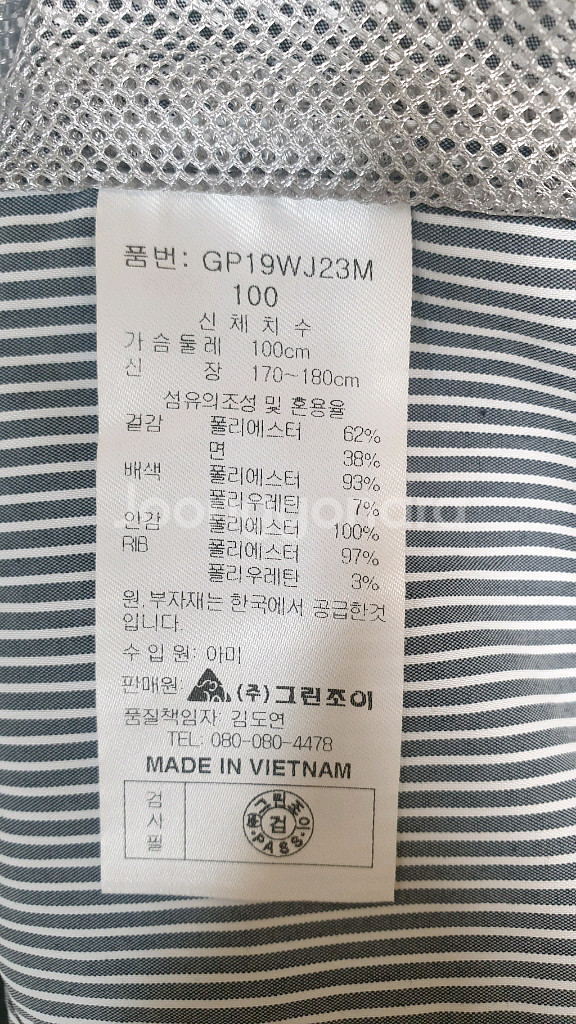 품번: GP19WJ23M
100
신 체 치 수
가 슴 둘 레 100cm
신 장 170~180cm
섬유의조성 및 혼용율
겉감 폴리에스터 62%
면 38%
배색 폴리에스터 93%
폴리우레탄 7%
안감 폴리에스터 100%
RIB 폴리에스터 97%
폴리우레탄 3%
원,부자재는 한국에서 공급한것
입니다.
수 입 원: 아미
판매원: (주)그린조이
품질책임자: 김도연
TEL: 080-080-4478
MADE IN VIETNAM
검
사
필
㈜그린조이
검
PASS
Joonggonara